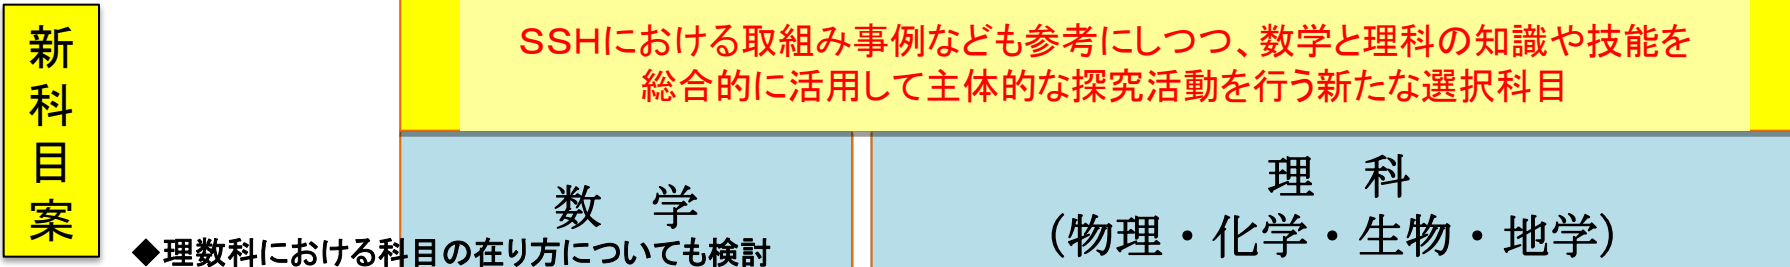 新科目案
SSHにおける取組み事例なども参考にしつつ、数学と理科の知識や技能を
総合的に活用して主体的な探究活動を行う新たな選択科目
数　学
理　科
(物理・化学・生物・地学)
◆理数科における科目の在り方についても検討